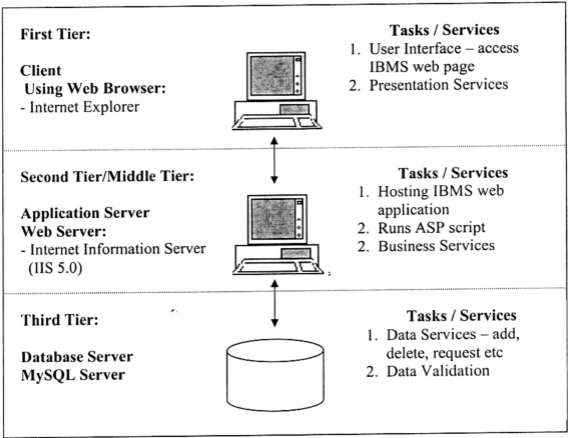 First Tier:
Client
Using Web Browser:
- Internet Explorer
Tasks / Services
1. User Interface – access
IBMS web page
2. Presentation Services
Second Tier/Middle Tier:
Application Server
Web Server:
- Internet Information Server
(IIS 5.0)
Tasks / Services
1. Hosting IBMS web
application
2. Runs ASP script
2. Business Services
Third Tier:
Database Server
MySQL Server
Tasks / Services
1. Data Services – add,
delete, request etc
2. Data Validation